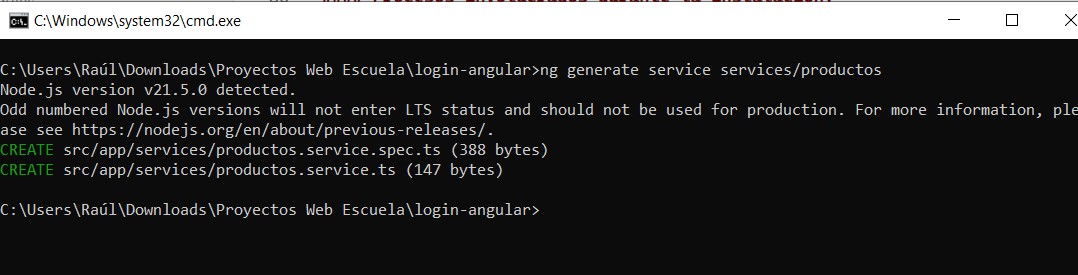 C:\Windows\system32\cmd.exe
C:\Users\Raúl\Downloads\Proyectos Web Escuela\login-angular>ng generate service services/productos
Node.js version v21.5.0 detected.
Odd numbered Node.js versions will not enter LTS status and should not be used for production. For more information, ple
ase see https://nodejs.org/en/about/previous-releases/.
CREATE src/app/services/productos.service.spec.ts (388 bytes)
CREATE src/app/services/productos.service.ts (147 bytes)
C:\Users\Raúl\Downloads\Proyectos Web Escuela\login-angular>